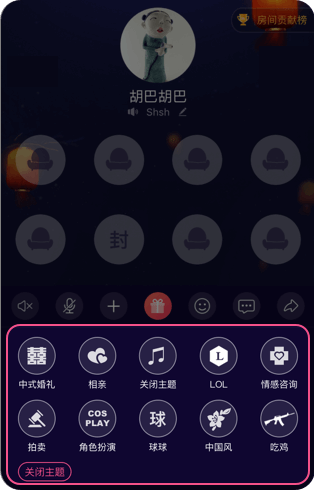 房间贡献榜
胡巴胡巴
Shsh
封
囍
L
中式婚礼 相亲 关闭主题 LOL 情感咨询
COS
PLAY
球
拍卖 角色扮演 球球 中国风 吃鸡
关闭主题